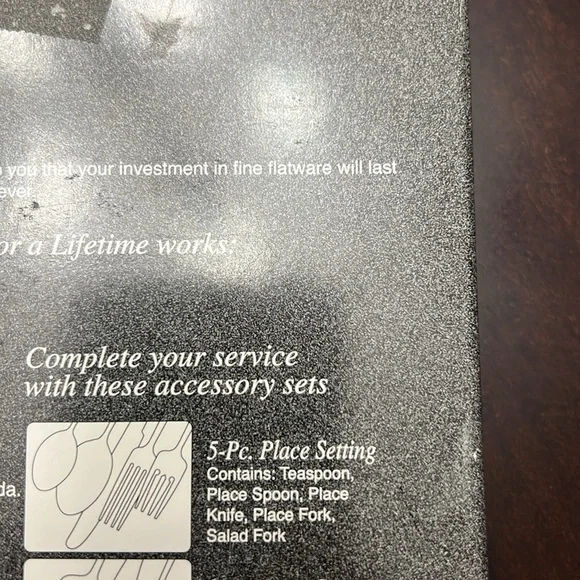 you that your investment in fine flatware will last
ever.
or a Lifetime works:
Complete your service
with these accessory sets
5-Pc. Place Setting
Contains: Teaspoon,
Place Spoon, Place
da.
Knife, Place Fork,
Salad Fork